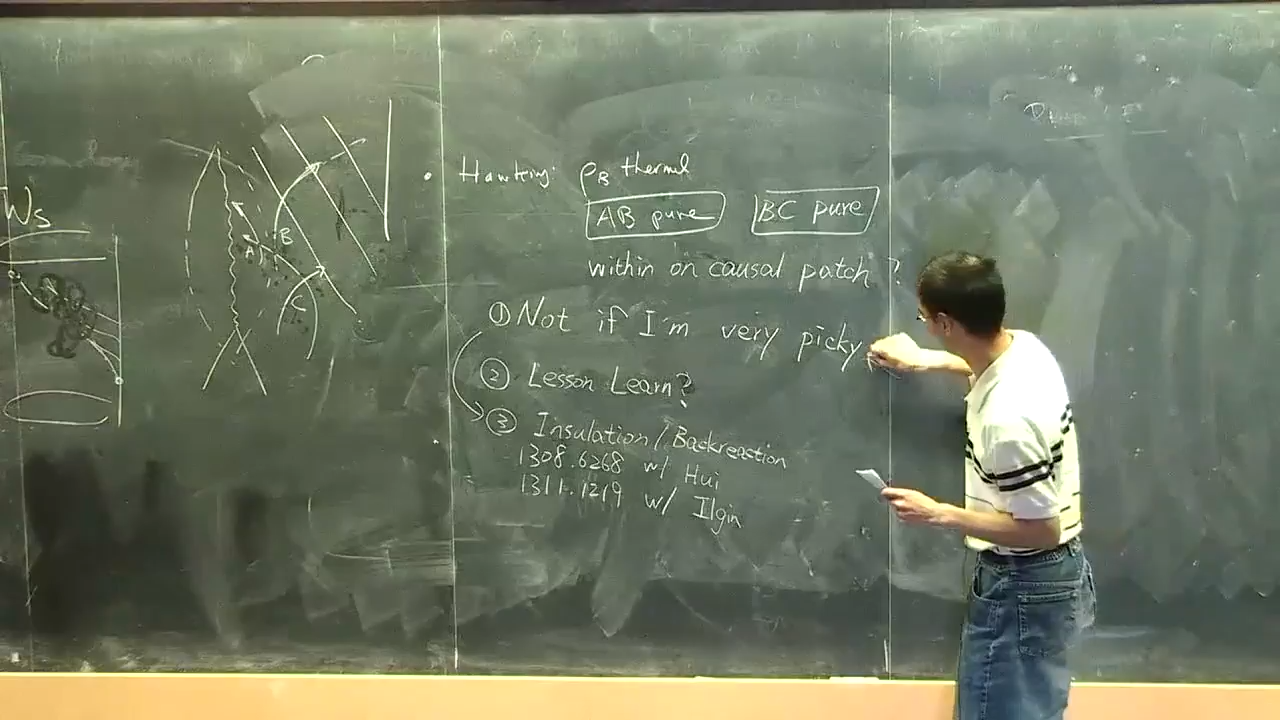 Ws
A
B
C
• Hawking: ρB thermal
AB pure BC pure
within on causal patch ?
① Not if I'm very picky,
② Lesson Learn?
③ Insulation / Backreaction
1308.6268 w/ Hui
1311.1219 w/ Ilgin